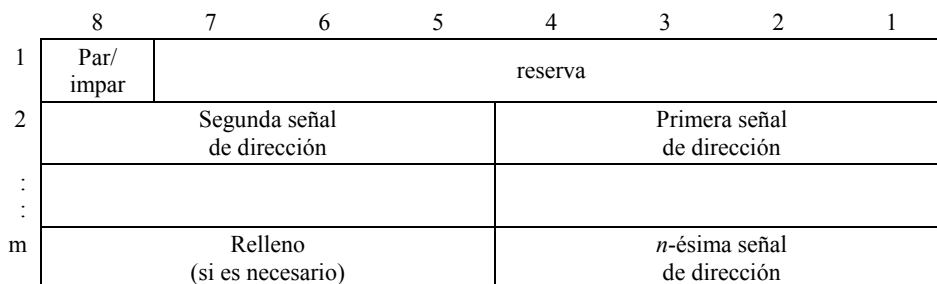 8 7 6 5 4 3 2 1
1 Par/
impar reserva
2 Segunda señal Primera señal
de dirección de dirección
:
:
m Relleno n-ésima señal
(si es necesario) de dirección